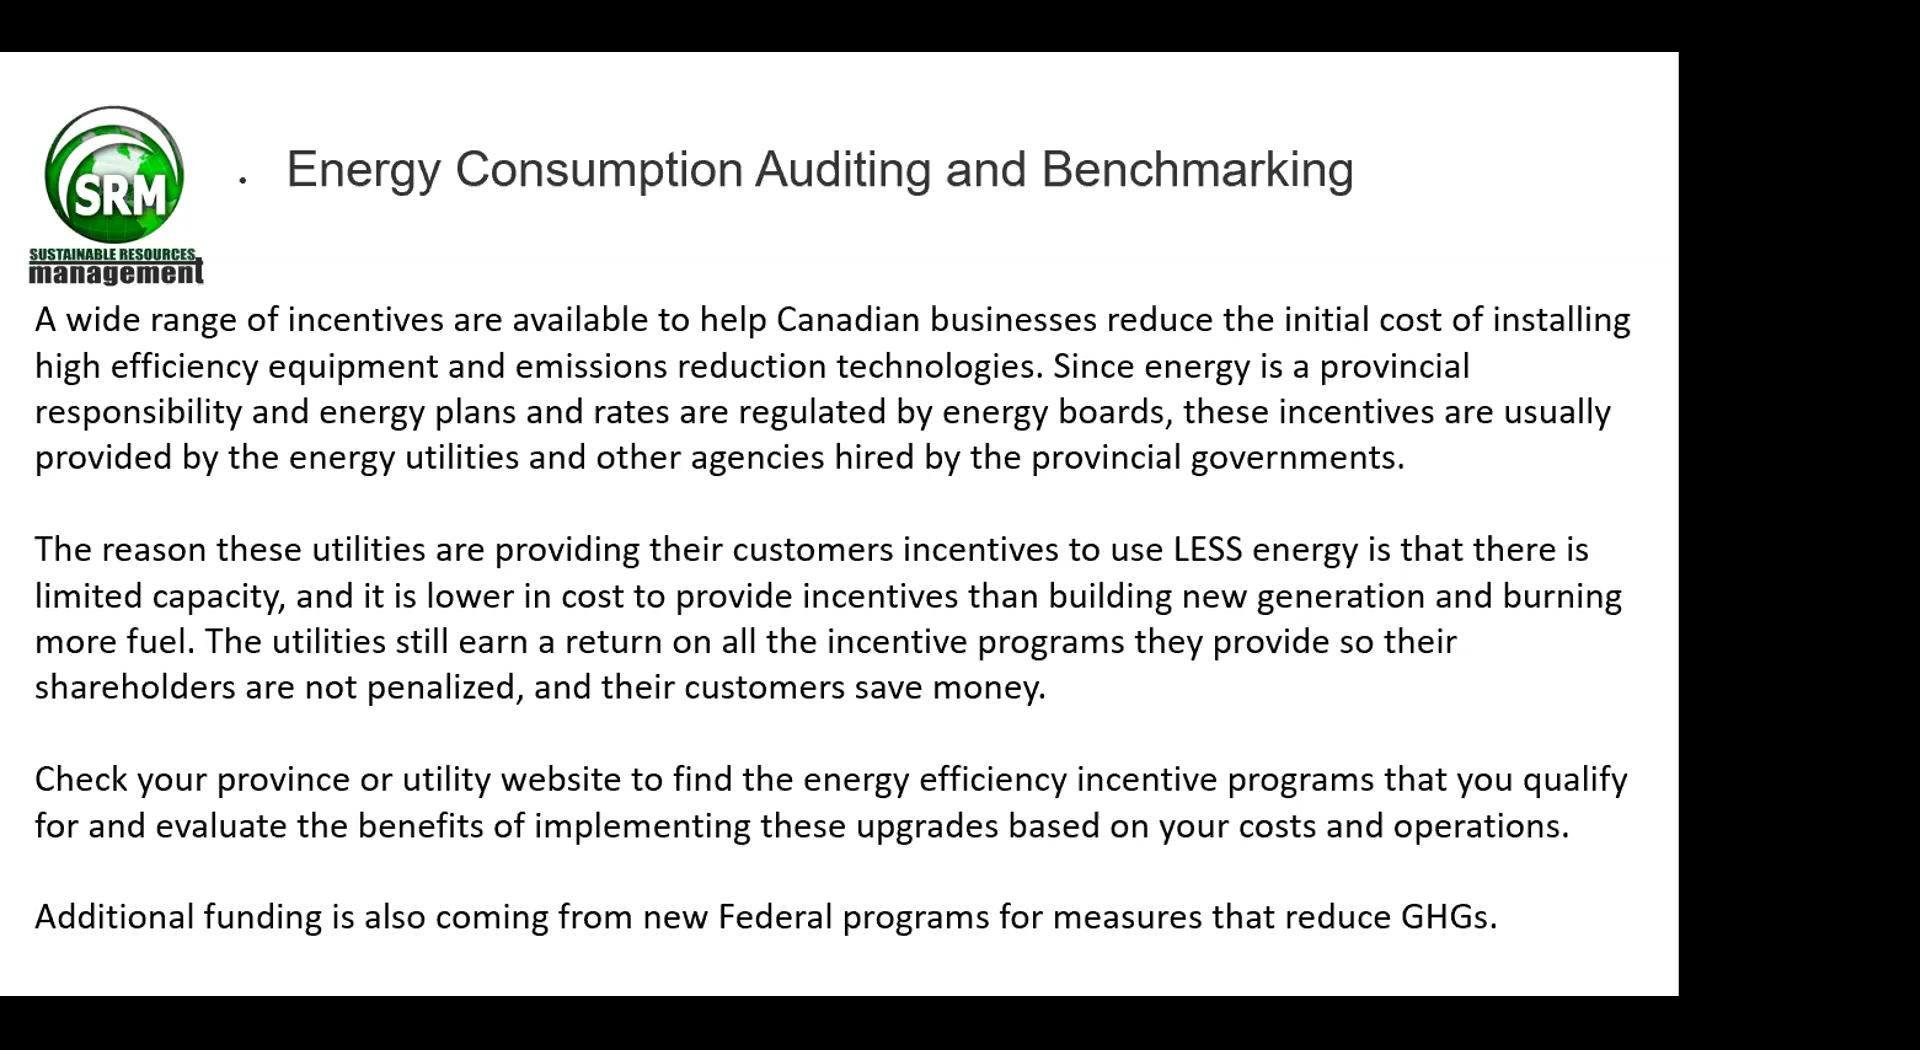 SRM
SUSTAINABLE RESOURCES
management
• Energy Consumption Auditing and Benchmarking
A wide range of incentives are available to help Canadian businesses reduce the initial cost of installing
high efficiency equipment and emissions reduction technologies. Since energy is a provincial
responsibility and energy plans and rates are regulated by energy boards, these incentives are usually
provided by the energy utilities and other agencies hired by the provincial governments.
The reason these utilities are providing their customers incentives to use LESS energy is that there is
limited capacity, and it is lower in cost to provide incentives than building new generation and burning
more fuel. The utilities still earn a return on all the incentive programs they provide so their
shareholders are not penalized, and their customers save money.
Check your province or utility website to find the energy efficiency incentive programs that you qualify
for and evaluate the benefits of implementing these upgrades based on your costs and operations.
Additional funding is also coming from new Federal programs for measures that reduce GHGs.